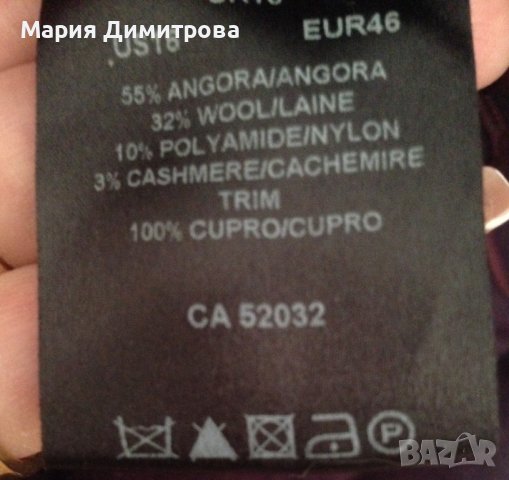 Мария Димитрова
US16 EUR46
55% ANGORA/ANGORA
32% WOOL/LAINE
10% POLYAMIDE/NYLON
3% CASHMERE/CACHEMIRE
TRIM
100% CUPRO/CUPRO
CA 52032
P
BAZAR